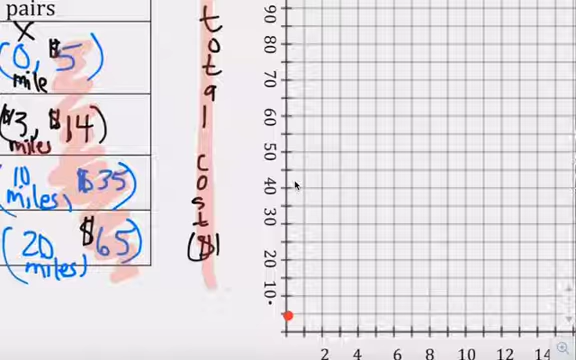 pairs
X
(0, $5)
mile
($3, $14)
miles
(10 $35)
miles)
(20 $65)
miles)
total cost ($)
90
80
70
60
50
40
30
20
10
2 4 6 8 10 12 14